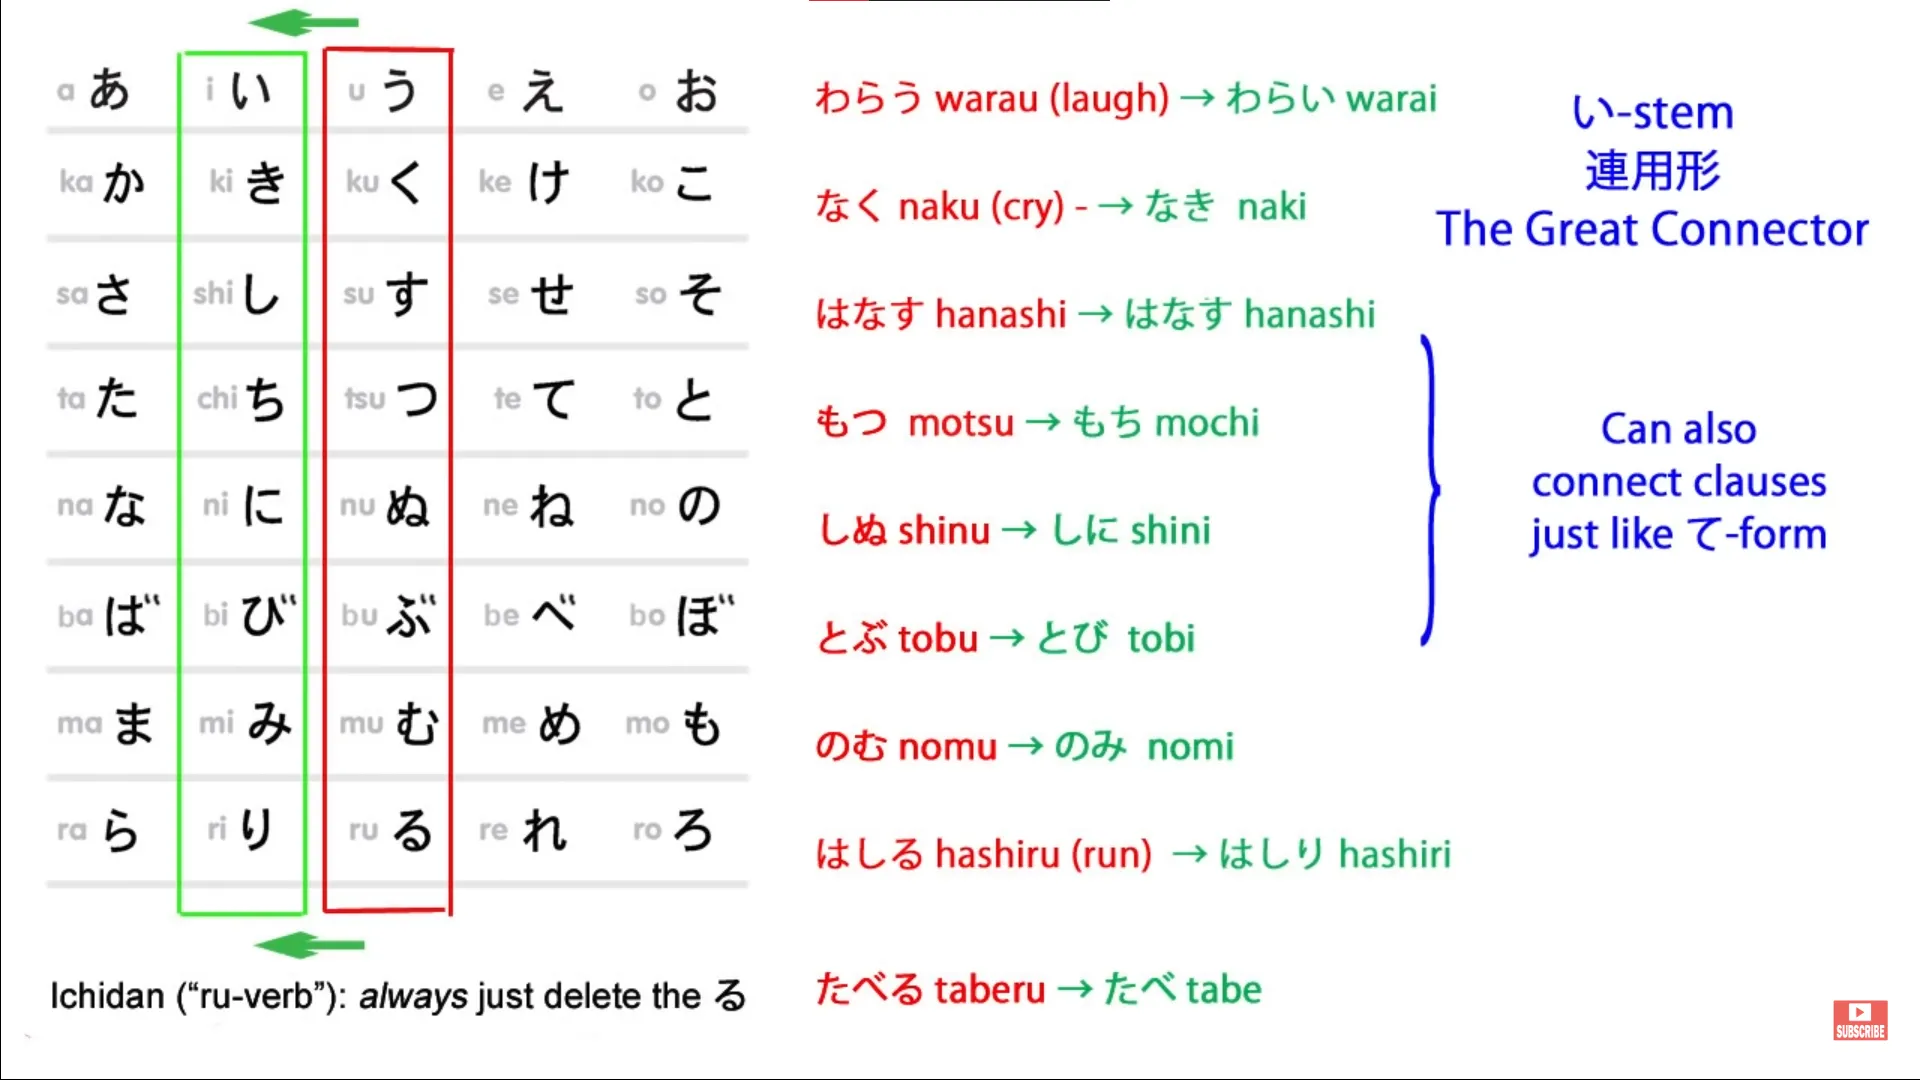 a あ i い u う e え o お
ka か ki き ku く ke け ko こ
sa さ shi し su す se せ so そ
ta た chi ち tsu つ te て to と
na な ni に nu ぬ ne ね no の
ba ば bi び bu ぶ be べ bo ぼ
ma ま mi み mu む me め mo も
ra ら ri り ru る re れ ro ろ
Ichidan (“ru-verb”): always just delete the る
わらう warau (laugh) → わらい warai
なく naku (cry) - → なき naki
はなす hanashi → はなす hanashi
もつ motsu → もち mochi
しぬ shinu → しに shini
とぶ tobu → とび tobi
のむ nomu → のみ nomi
はしる hashiru (run) → はしり hashiri
たべる taberu → たべ tabe
い-stem
連用形
The Great Connector
Can also
connect clauses
just like て-form
SUBSCRIBE